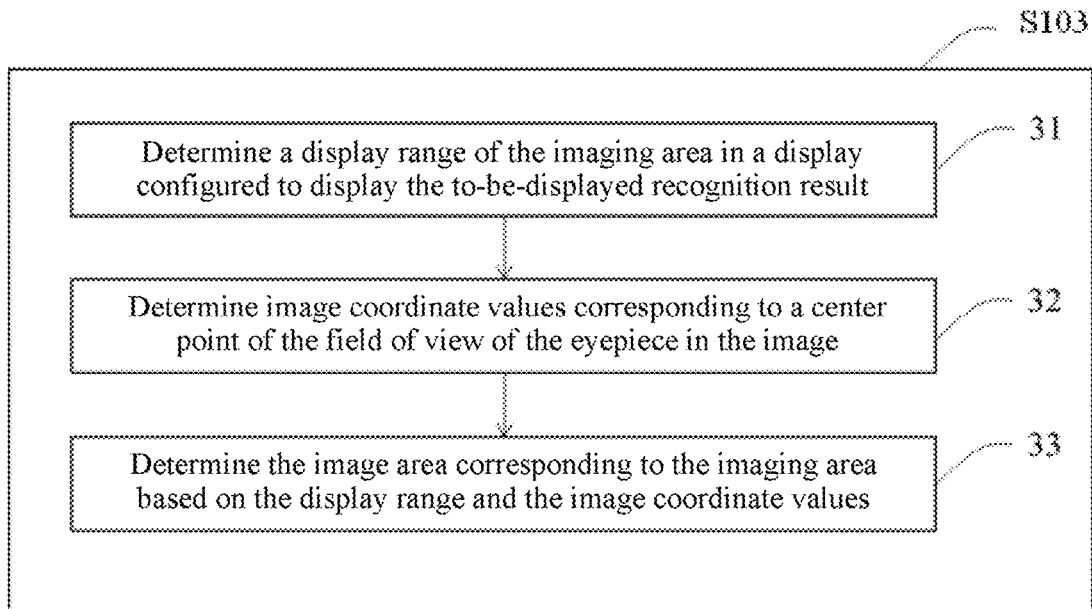 S103
31
Determine a display range of the imaging area in a display
configured to display the to-be-displayed recognition result
32
Determine image coordinate values corresponding to a center
point of the field of view of the eyepiece in the image
33
Determine the image area corresponding to the imaging area
based on the display range and the image coordinate values